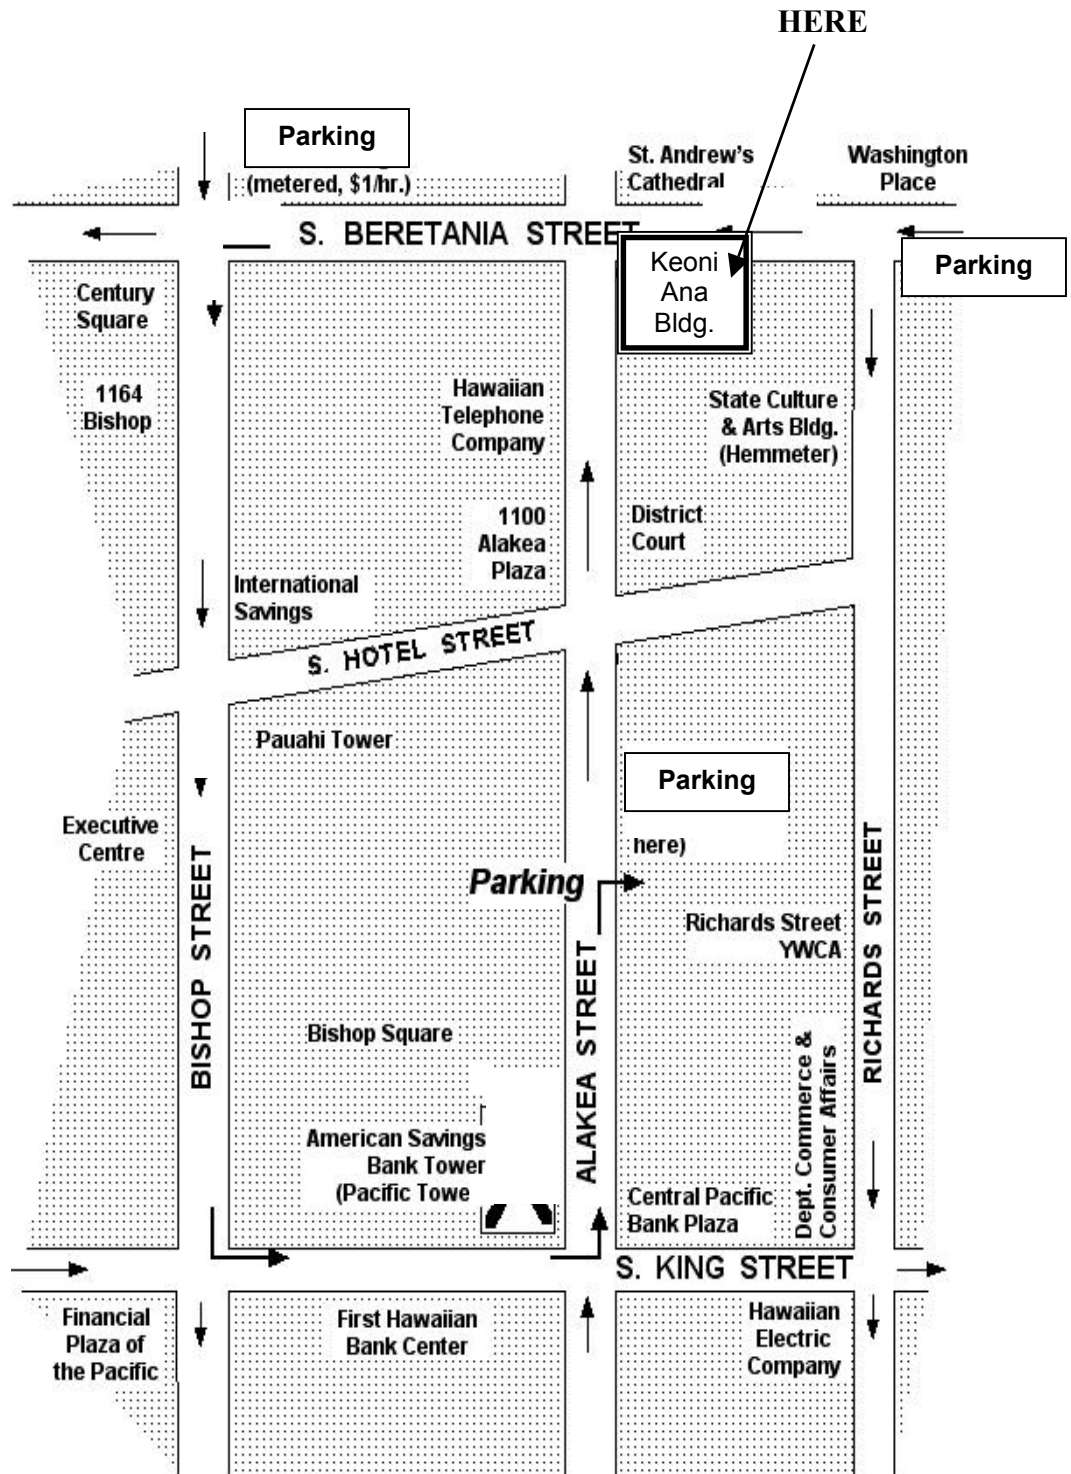 HERE
Parking
(metered, $1/hr.)
St. Andrew's
Cathedral
Washington
Place
S. BERETANIA STREET
Keoni
Ana
Bldg.
Parking
Century
Square
1164
Bishop
Hawaiian
Telephone
Company
State Culture
& Arts Bldg.
(Hemmeter)
1100
Alakea
Plaza
District
Court
International
Savings
S. HOTEL STREET
Pauahi Tower
Parking
here)
Executive
Centre
Parking
BISHOP STREET
ALAKEA STREET
RICHARDS STREET
Richards Street
YWCA
Bishop Square
American Savings
Bank Tower
(Pacific Towe
Dept. Commerce &
Consumer Affairs
Central Pacific
Bank Plaza
S. KING STREET
Financial
Plaza of
the Pacific
First Hawaiian
Bank Center
Hawaiian
Electric
Company